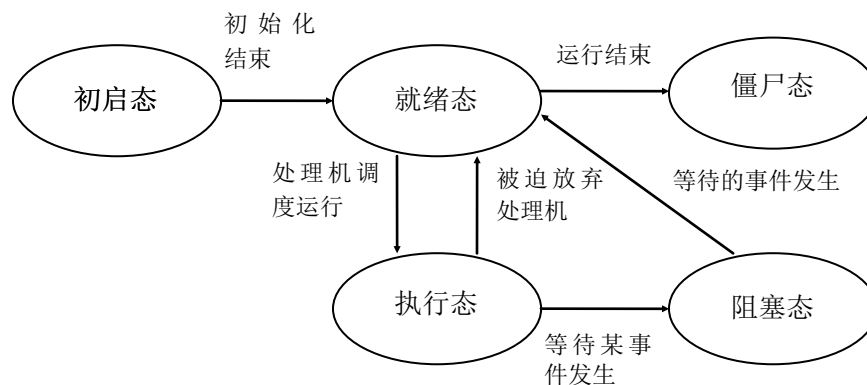 初始化
结束
运行结束
初启态
就绪态
僵尸态
处理机调
度运行
被迫放弃
处理机
等待的事件发生
执行态
阻塞态
等待某事
件发生